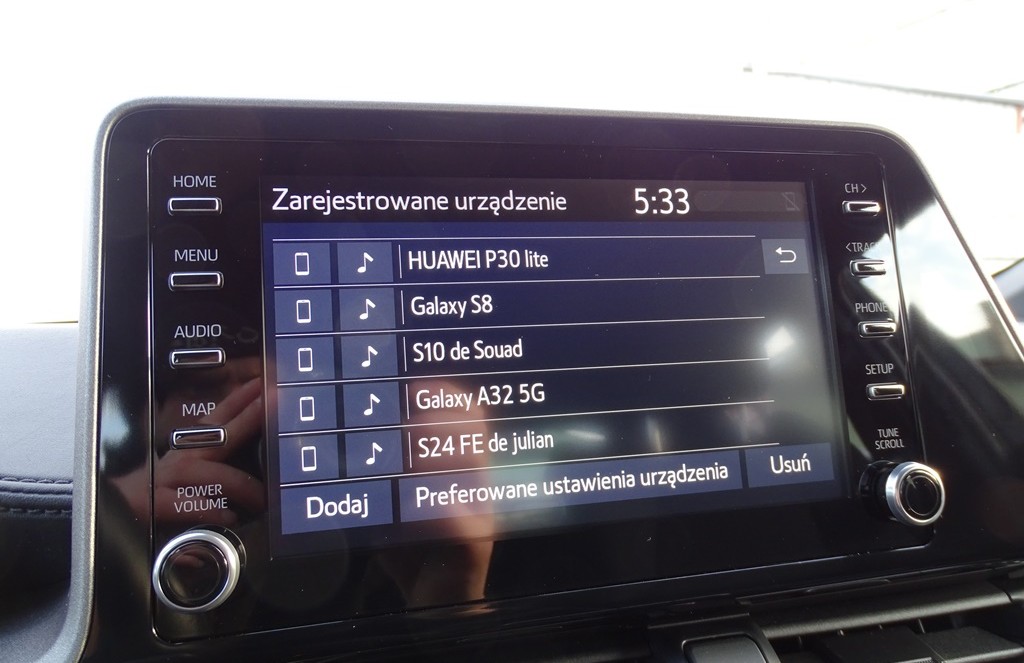 HOME
MENU
AUDIO
MAP
POWER
VOLUME
Zarejestrowane urządzenie 5:33
HUAWEI P30 lite
Galaxy S8
S10 de Souad
Galaxy A32 5G
S24 FE de julian
Dodaj Preferowane ustawienia urządzenia Usuń
CH >
< TRACK
PHONE
SETUP
TUNE
SCROLL